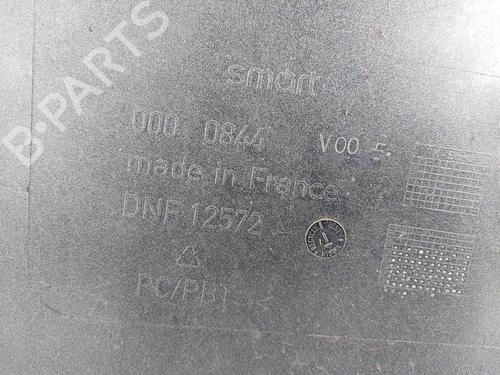 B-PARTS
smart
000 0844 V00 5
made in France
DNF 12572
PC/PBT